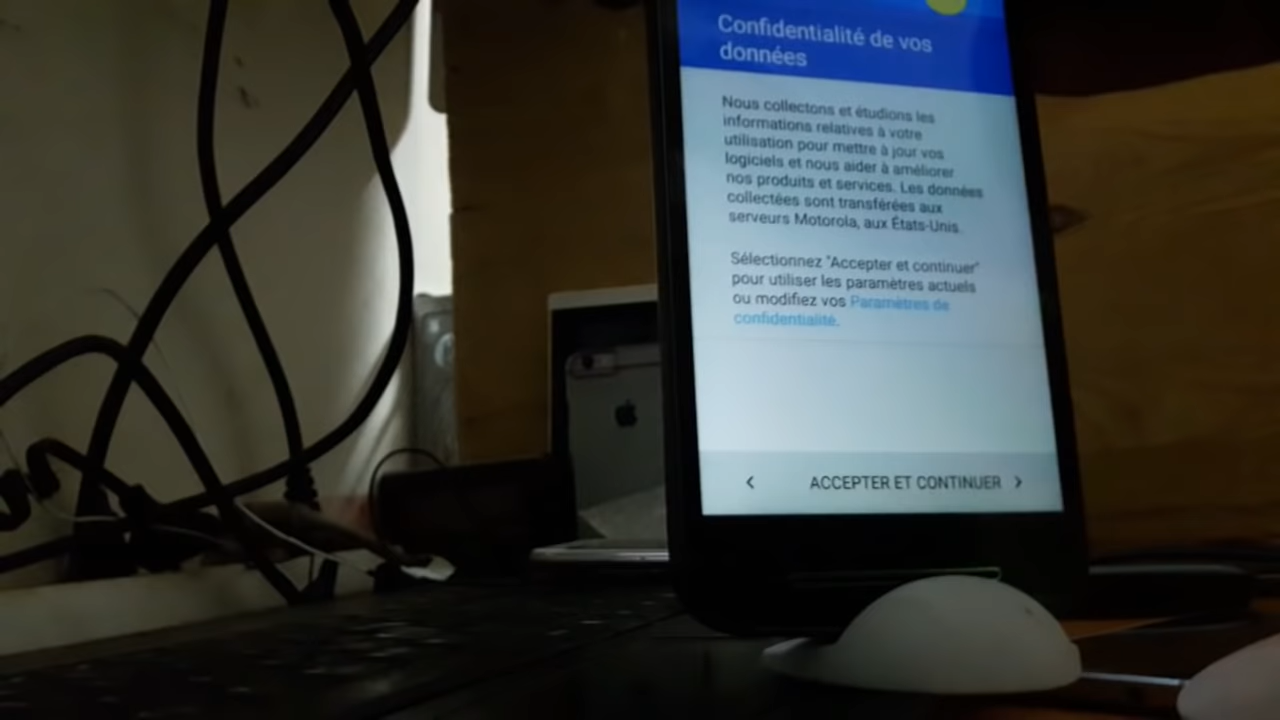 Confidentialité de vos
données
Nous collectons et étudions les
informations relatives à votre
utilisation pour mettre à jour vos
logiciels et nous aider à améliorer
nos produits et services. Les données
collectées sont transférées aux
serveurs Motorola, aux États-Unis.
Sélectionnez "Accepter et continuer"
pour utiliser les paramètres actuels
ou modifiez vos Paramètres de
confidentialité.
ACCEPTER ET CONTINUER